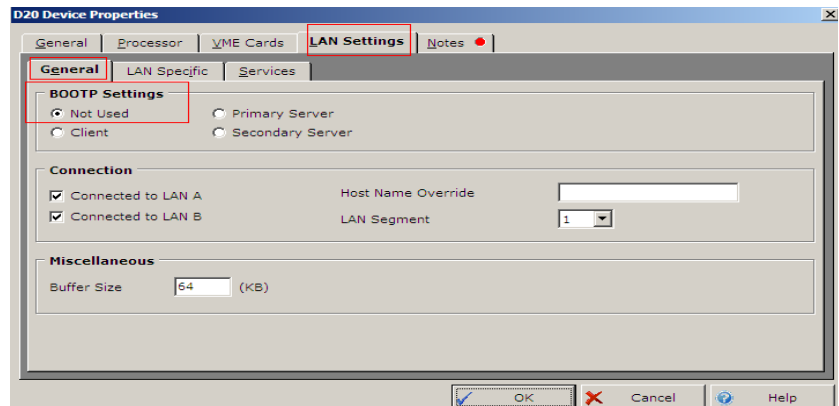 D20 Device Properties
General Processor VME Cards LAN Settings Notes
General LAN Specific Services
BOOTP Settings
Not Used Primary Server
Client Secondary Server
Connection
Connected to LAN A Host Name Override
Connected to LAN B LAN Segment 1
Miscellaneous
Buffer Size 64 (KB)
OK Cancel Help